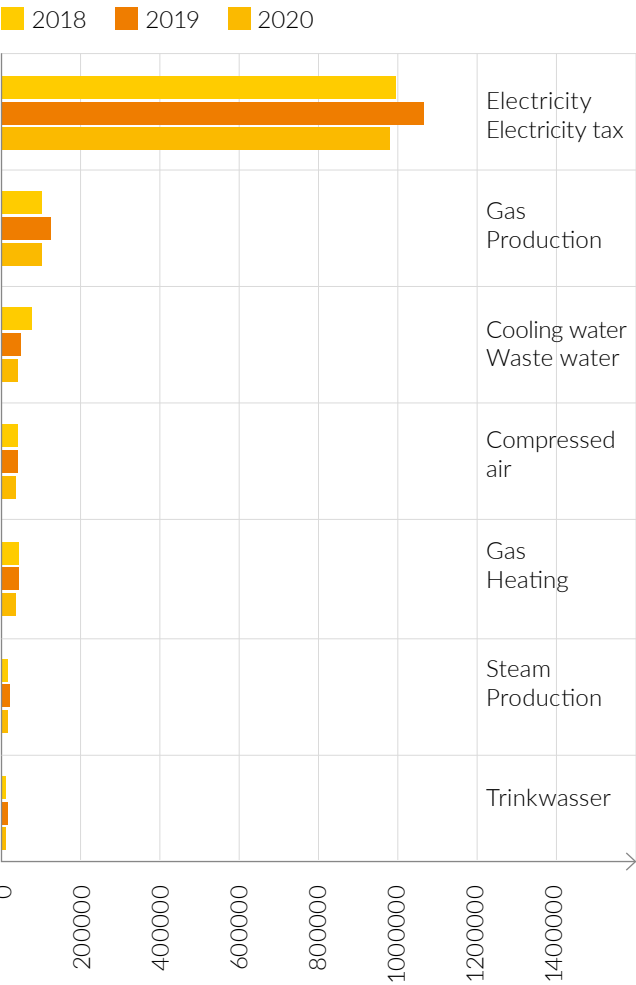 2018 2019 2020
Electricity
Electricity tax
Gas
Production
Cooling water
Waste water
Compressed
air
Gas
Heating
Steam
Production
Trinkwasser
0 200000 400000 600000 800000 1000000 1200000 1400000